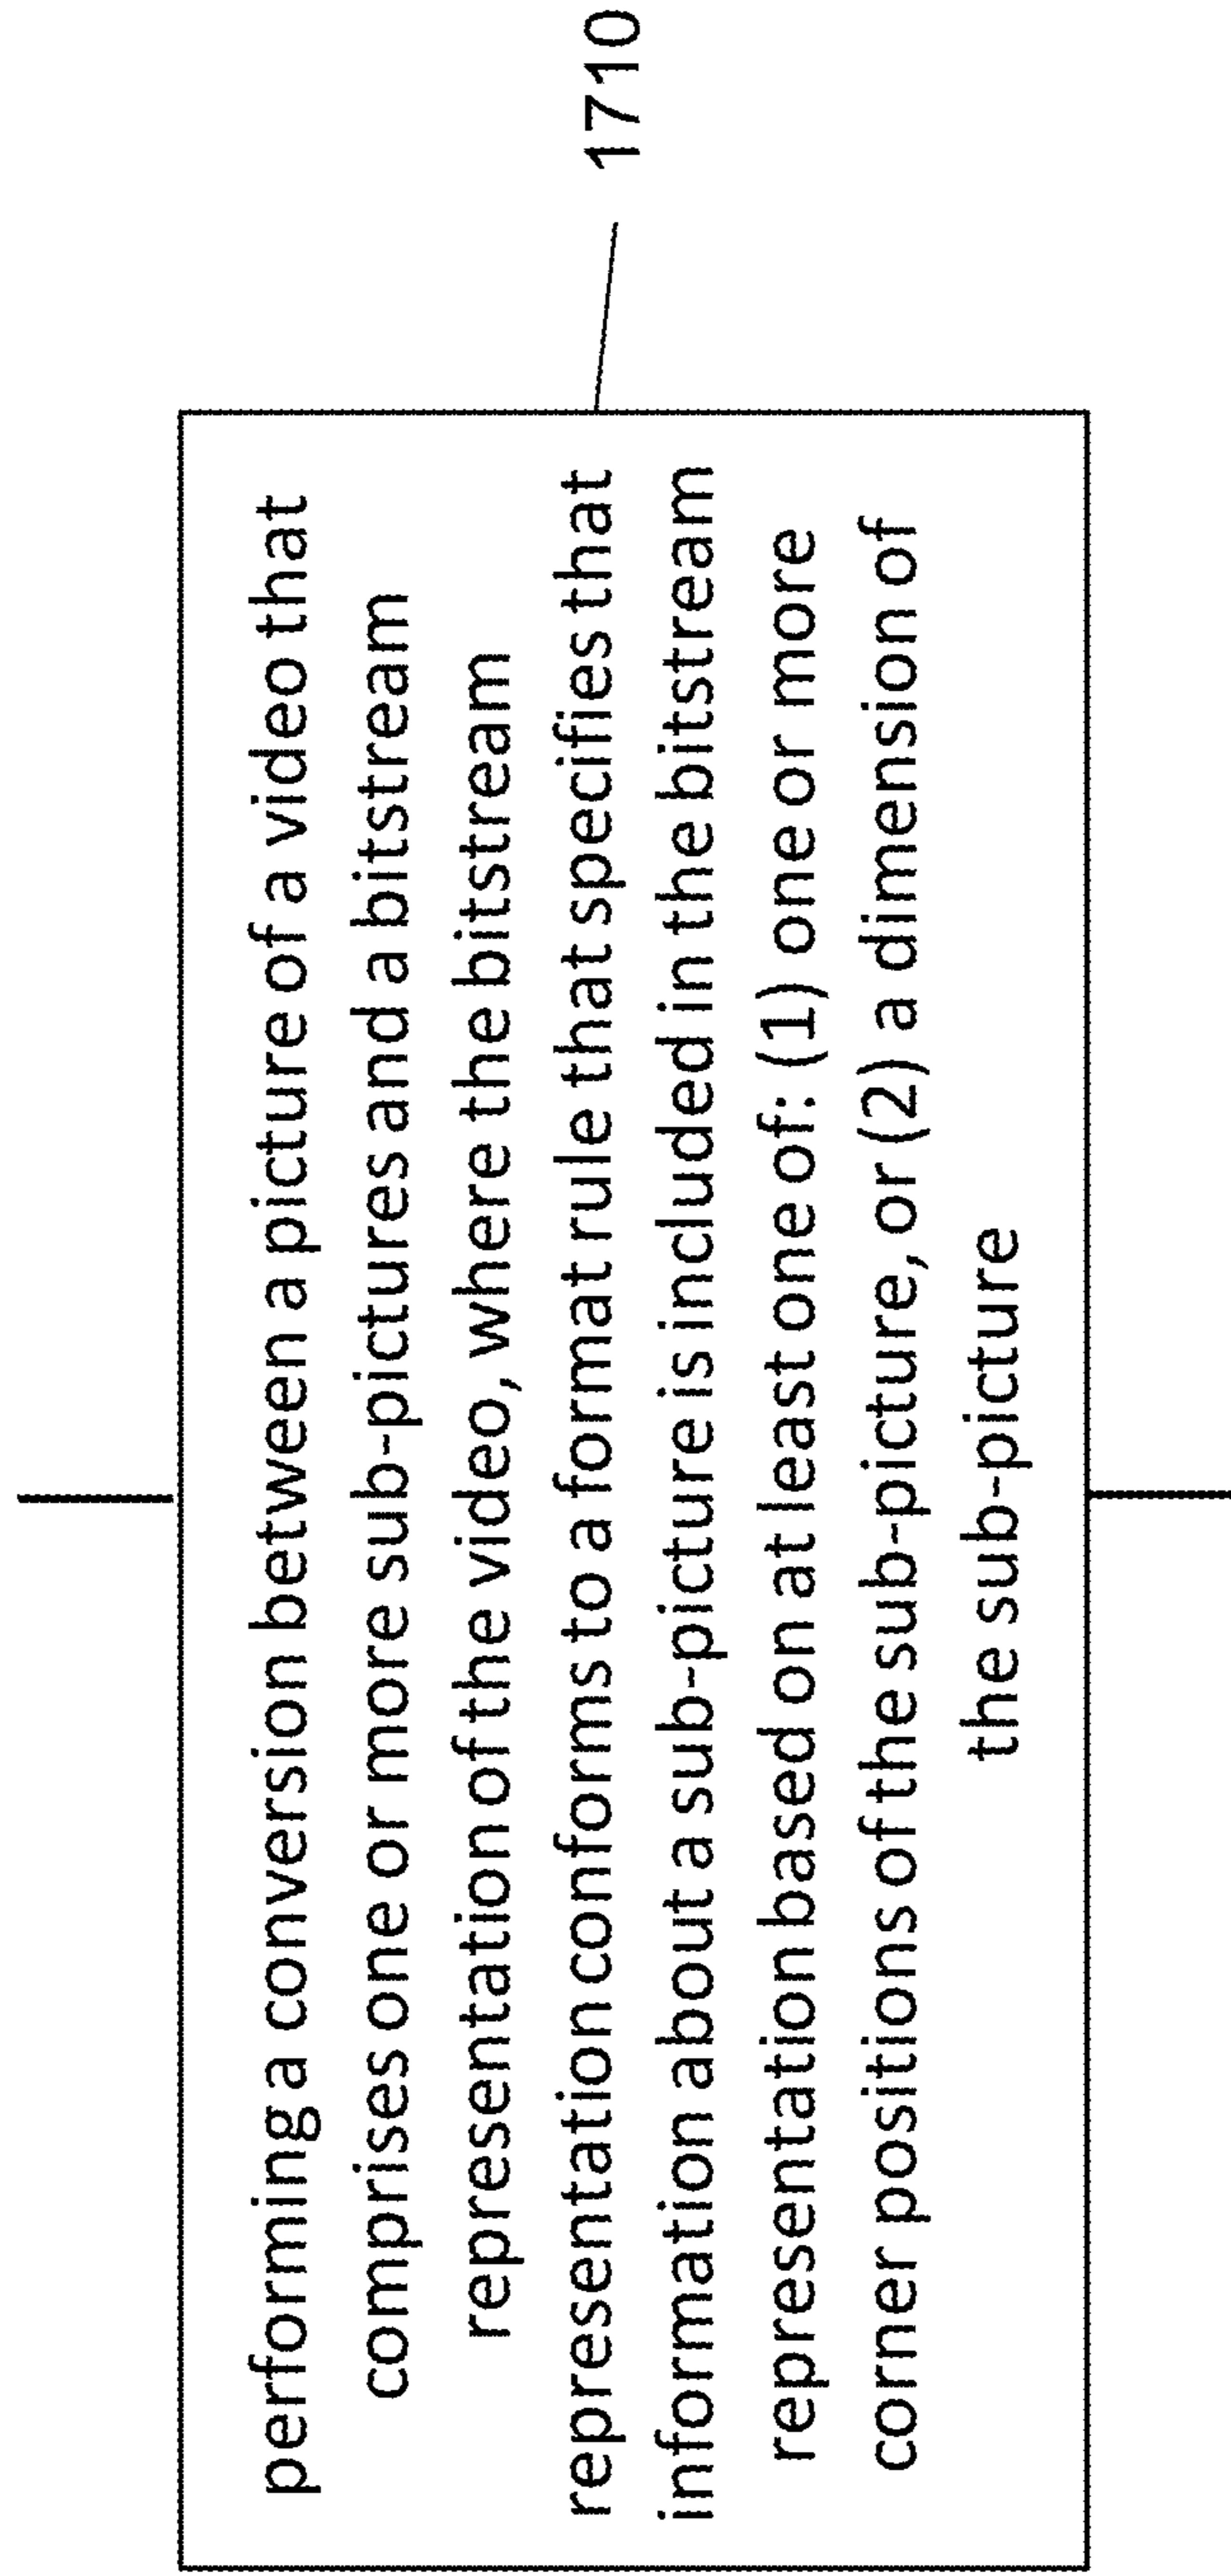 performing a conversion between a picture of a video that
comprises one or more sub-pictures and a bitstream
representation of the video, where the bitstream
representation conforms to a format rule that specifies that
information about a sub-picture is included in the bitstream
representation based on at least one of: (1) one or more
corner positions of the sub-picture, or (2) a dimension of
the sub-picture
1710